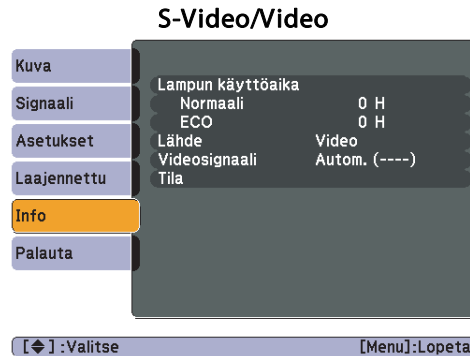 S-Video/Video
Kuva
Signaali
Asetukset
Laajennettu
Info
Palauta
Lampun käyttöaika
Normaali 0 H
ECO 0 H
Lähde Video
Videosignaali Autom. (----)
Tila
[◆] :Valitse [Menu]:Lopeta